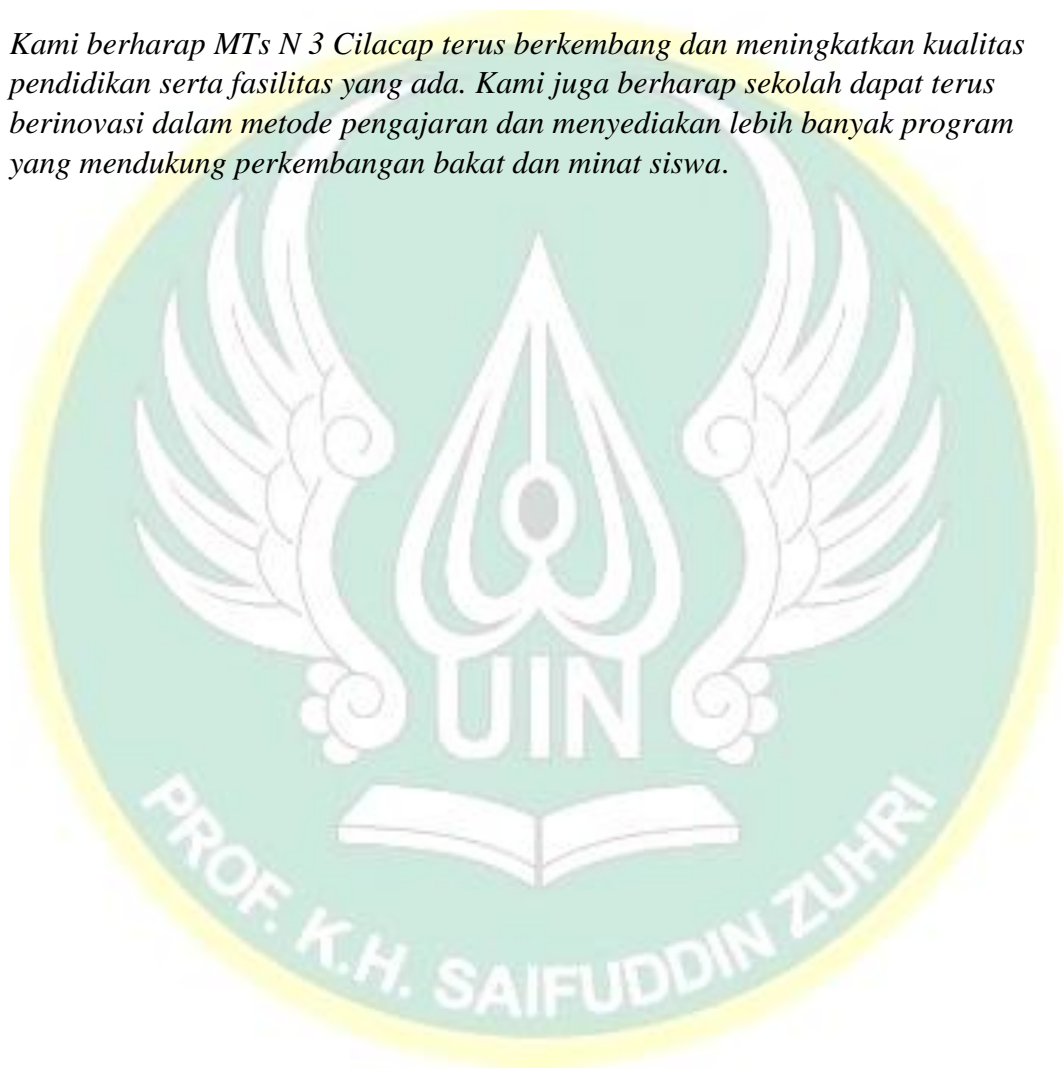 Kami berharap MTs N 3 Cilacap terus berkembang dan meningkatkan kualitas
pendidikan serta fasilitas yang ada. Kami juga berharap sekolah dapat terus
berinovasi dalam metode pengajaran dan menyediakan lebih banyak program
yang mendukung perkembangan bakat dan minat siswa.
UIN
PROF. K.H. SAIFUDDIN ZUHRI